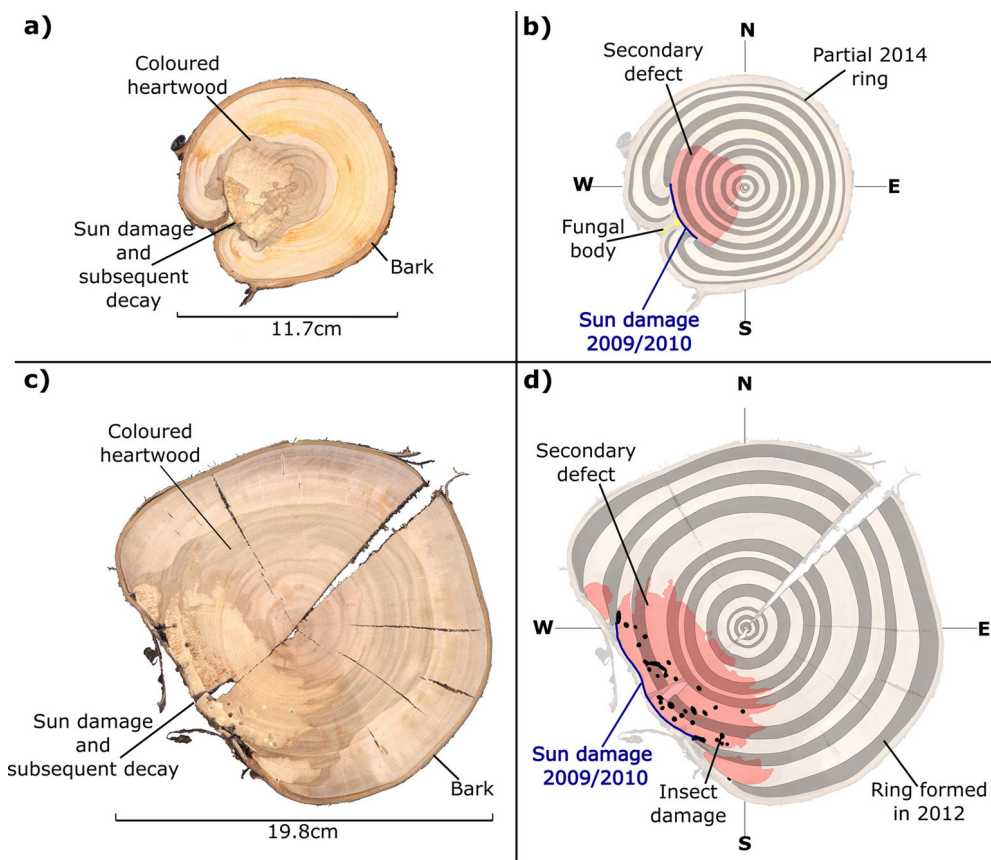 a)
Coloured
heartwood
Sun damage
and
subsequent
decay
Bark
11.7cm
b)
N
Secondary
defect
Partial 2014
ring
W
E
Fungal
body
Sun damage
2009/2010
S
c)
Coloured
heartwood
Sun damage
and
subsequent decay
Bark
19.8cm
d)
N
Secondary
defect
W
E
Sun damage
2009/2010
Insect
damage
Ring formed
in 2012
S